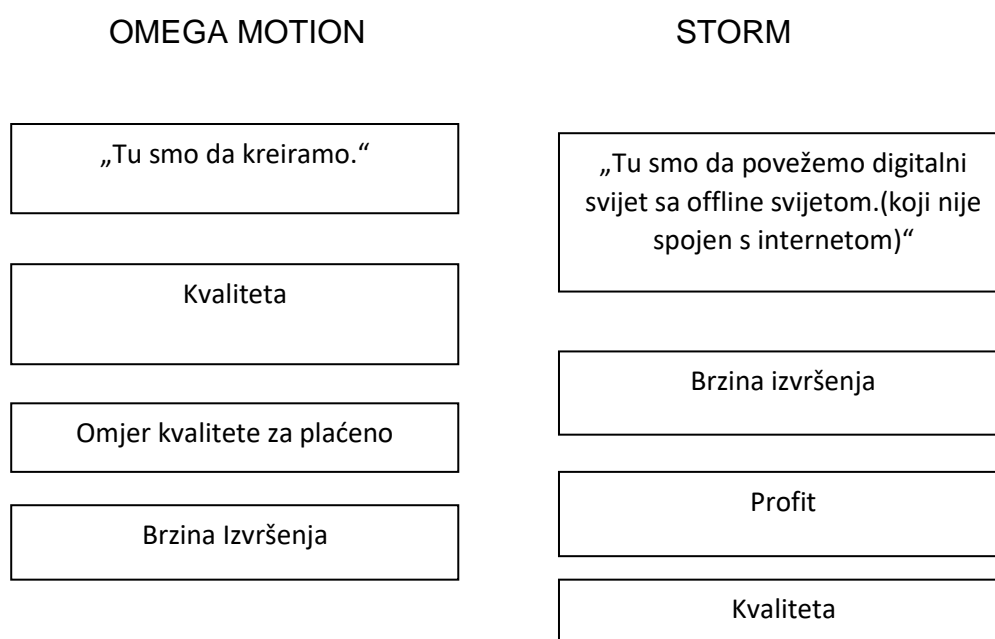 OMEGA MOTION
„Tu smo da kreiramo.“
Kvaliteta
Omjer kvalitete za plaćeno
Brzina Izvršenja
STORM
„Tu smo da povežemo digitalni
svijet sa offline svijetom.(koji nije
spojen s internetom)“
Brzina izvršenja
Profit
Kvaliteta